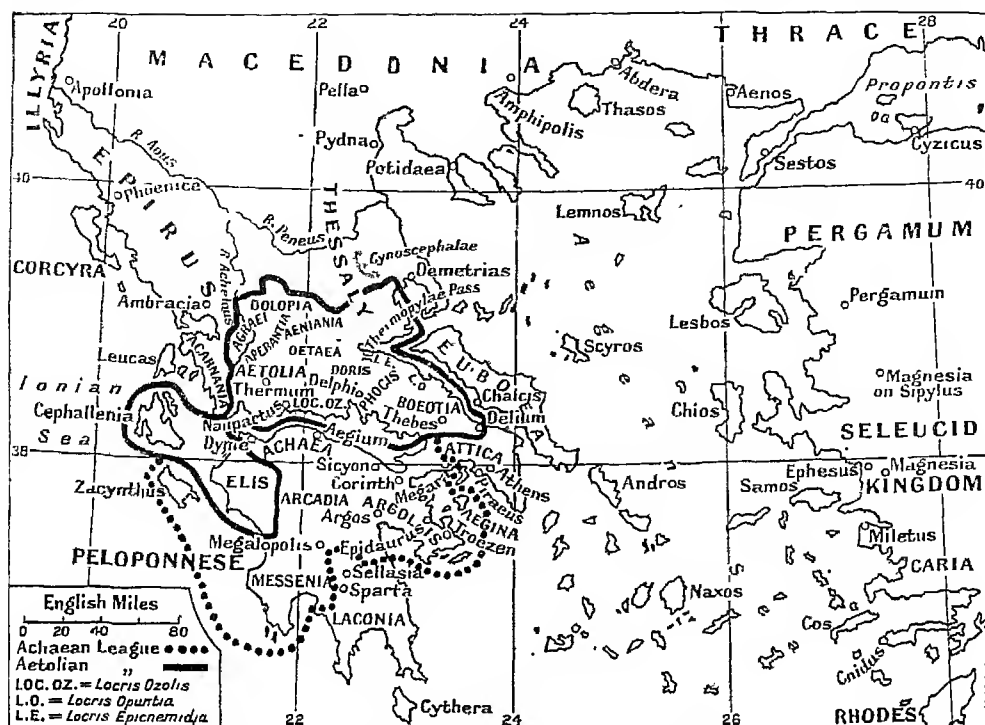 20
22
24
28
ILLYRIA
MACEDONIA
THRACE
Apollonia
Pella
Amphipolis
Abdera
Thasos
Aenos
Propontis
Cyzicus
R. Aous
Pydna
Potidaea
Sestos
40
40
EPIRUS
Phoenice
THESSALY
R. Peneus
Lemnos
PERGAMUM
CORCYRA
Cynoscephalae
Demetrias
Aegean Sea
Ambracia
R. Achelous
DOLOPIA
Thermopylae Pass
Pergamum
AGRAEI
APERANTIA
AENIANIA
Lesbos
Leucas
ACARNANIA
OETAEA
L.E.
EUBOEA
Scyros
AETOLIA
DORIS
Ionian Sea
Thermum
Delphi
PHOCIS
L.O.
Chalcis
Magnesia
on Sipylus
Cephallenia
Naupactus
LOC.OZ.
BOEOTIA
Thebes
Delium
Chios
Dyme
ACHAEA
Aegium
SELEUCID
KINGDOM
38
ATTICA
Zacynthus
ELIS
Sicyon
Corinth
Megara
Athens
Piraeus
Andros
Ephesus
Magnesia
Samos
ARCADIA
Argos
ARGOLIS
AEGINA
Troezen
Miletus
Megalopolis
Epidaurus
PELOPONNESE
MESSENIA
Sellasia
Sparta
LACONIA
Naxos
CARIA
Cos
Cnidus
RHODES
Cythera
English Miles
0 20 40 80
Achaean League
Aetolian „
LOC. OZ. = Locris Ozolis
L.O. = Locris Opuntia
L.E. = Locris Epicnemidia
22
24
26
28